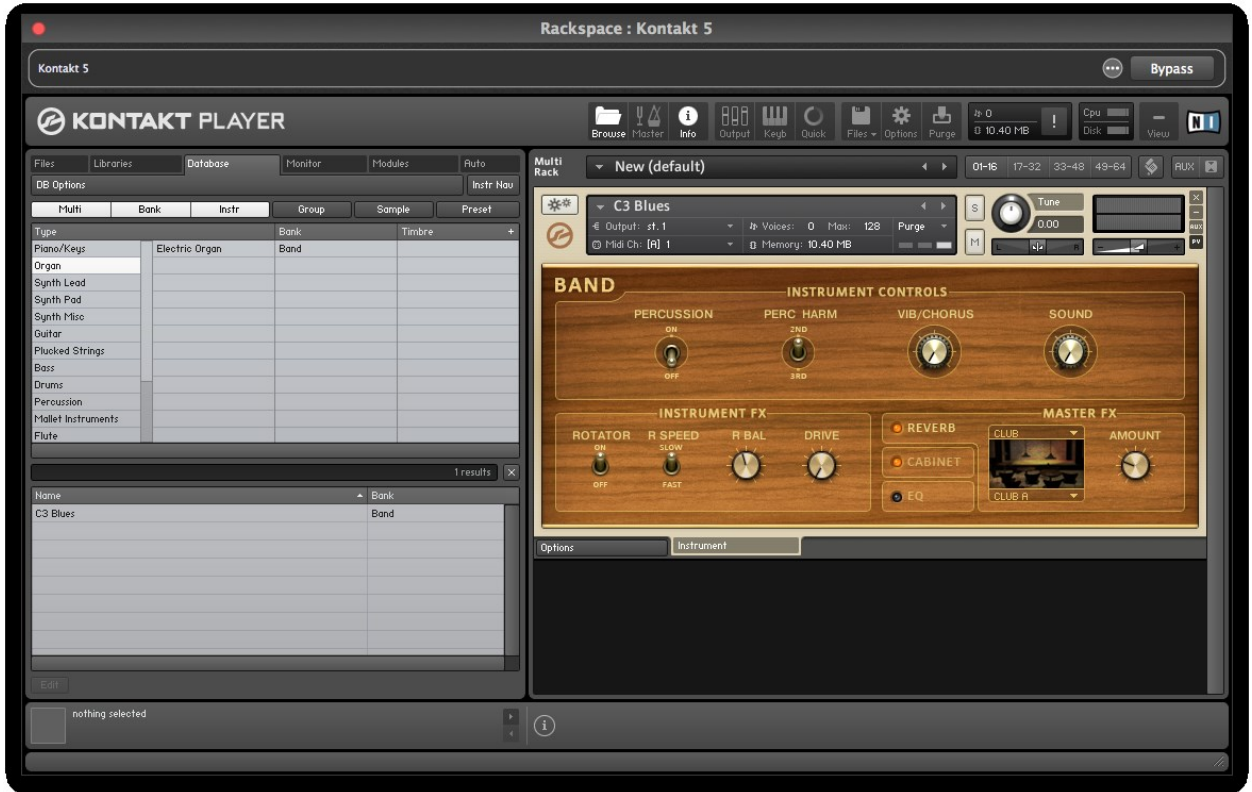 Rackspace : Kontakt 5
Kontakt 5
Bypass
KONTAKT PLAYER
Browse Master Info Output Keyb Quick Files Options Purge
0
10.40 MB
!
Cpu
Disk
View
NI
Files Libraries Database Monitor Modules Auto
DB Options Instr Nav
Multi Bank Instr Group Sample Preset
Type Bank Timbre +
Piano/Keys Electric Organ Band
Organ
Synth Lead
Synth Pad
Synth Misc
Guitar
Plucked Strings
Bass
Drums
Percussion
Mallet Instruments
Flute
1 results ×
Name Bank
C3 Blues Band
Edit
nothing selected
Multi
Rack
New (default)
01-16 17-32 33-48 49-64 AUX
C3 Blues
Output: st.1 Voices: 0 Max: 128 Purge
Midi Ch: [A] 1 Memory: 10.40 MB
S
M
Tune
0.00
L R
- +
×
-
AUX
PV
BAND
INSTRUMENT CONTROLS
PERCUSSION PERC HARM VIB/CHORUS SOUND
ON 2ND
OFF 3RD
INSTRUMENT FX
ROTATOR R SPEED R BAL DRIVE
ON SLOW
OFF FAST
MASTER FX
REVERB
CABINET
EQ
CLUB
CLUB A
AMOUNT
Options Instrument
i